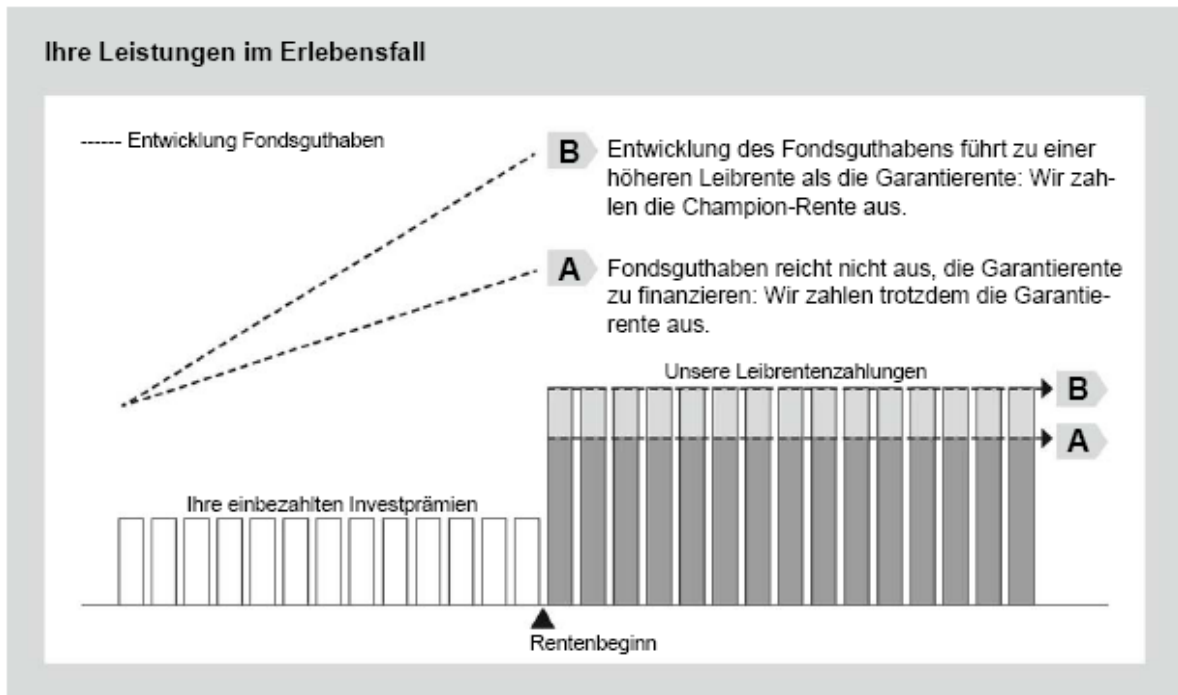 Ihre Leistungen im Erlebensfall
------ Entwicklung Fondsguthaben
B Entwicklung des Fondsguthabens führt zu einer
höheren Leibrente als die Garantierente: Wir zah-
len die Champion-Rente aus.
A Fondsguthaben reicht nicht aus, die Garantierente
zu finanzieren: Wir zahlen trotzdem die Garantie-
rente aus.
Unsere Leibrentenzahlungen
B
A
Ihre einbezahlten Investprämien
Rentenbeginn